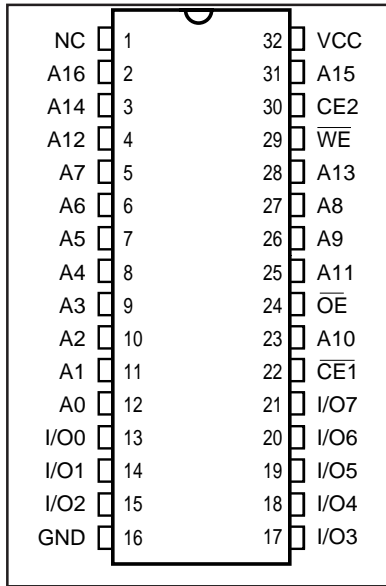 NC 1 32 VCC
A16 2 31 A15
A14 3 30 CE2
A12 4 29 W̅E̅
A7 5 28 A13
A6 6 27 A8
A5 7 26 A9
A4 8 25 A11
A3 9 24 O̅E̅
A2 10 23 A10
A1 11 22 C̅E̅1̅
A0 12 21 I/O7
I/O0 13 20 I/O6
I/O1 14 19 I/O5
I/O2 15 18 I/O4
GND 16 17 I/O3